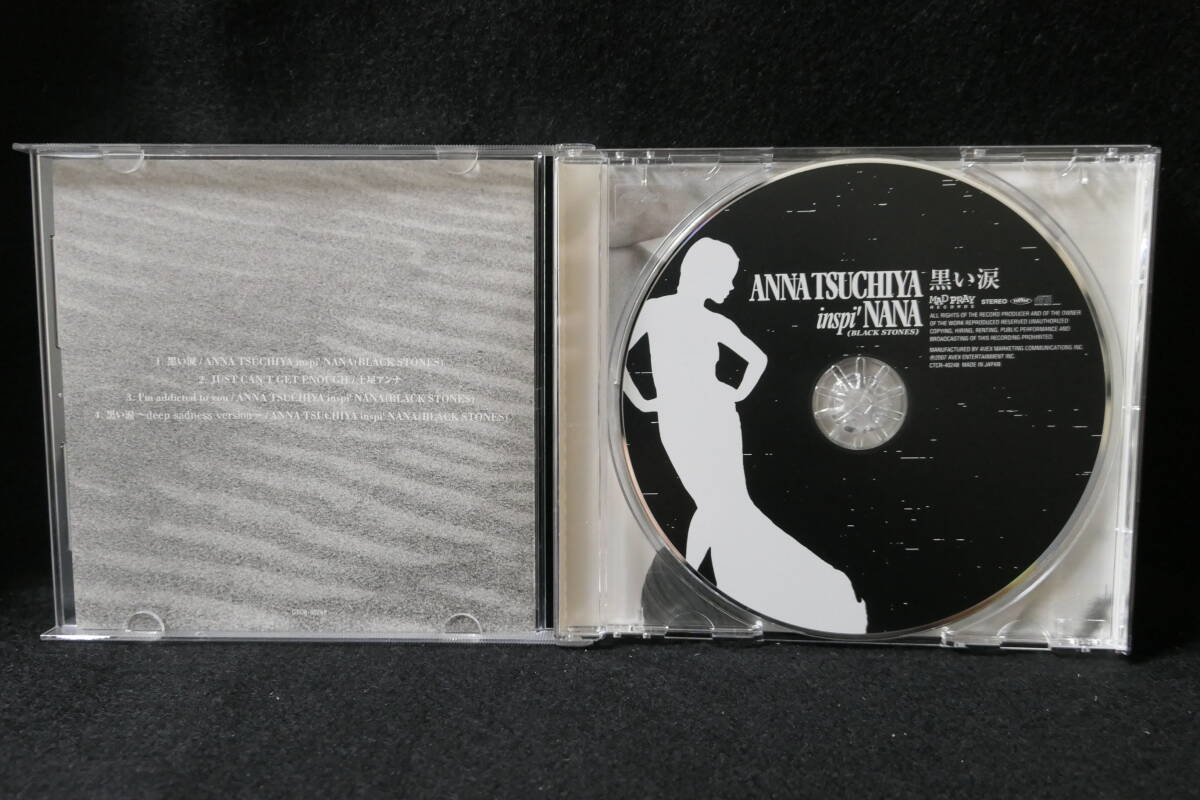 1. 黒い涙 / ANNA TSUCHIYA inspi' NANA(BLACK STONES)
2. JUST CAN'T GET ENOUGH / 土屋アンナ
3. I'm addicted to you / ANNA TSUCHIYA inspi' NANA(BLACK STONES)
4. 黒い涙～deep sadness version～ / ANNA TSUCHIYA inspi' NANA(BLACK STONES)
ANNA TSUCHIYA
inspi' NANA
(BLACK STONES)
黒い涙
MAD PRAY
RECORDS
STEREO
ALL RIGHTS OF THE RECORD PRODUCER AND OF THE OWNER
OF THE WORK REPRODUCED RESERVED UNAUTHORIZED
COPYING, HIRING, RENTING, PUBLIC PERFORMANCE AND
BROADCASTING OF THIS RECORDING PROHIBITED.
MANUFACTURED BY AVEX MARKETING COMMUNICATIONS INC.
℗2007 AVEX ENTERTAINMENT INC.
CTCR-40248 MADE IN JAPAN